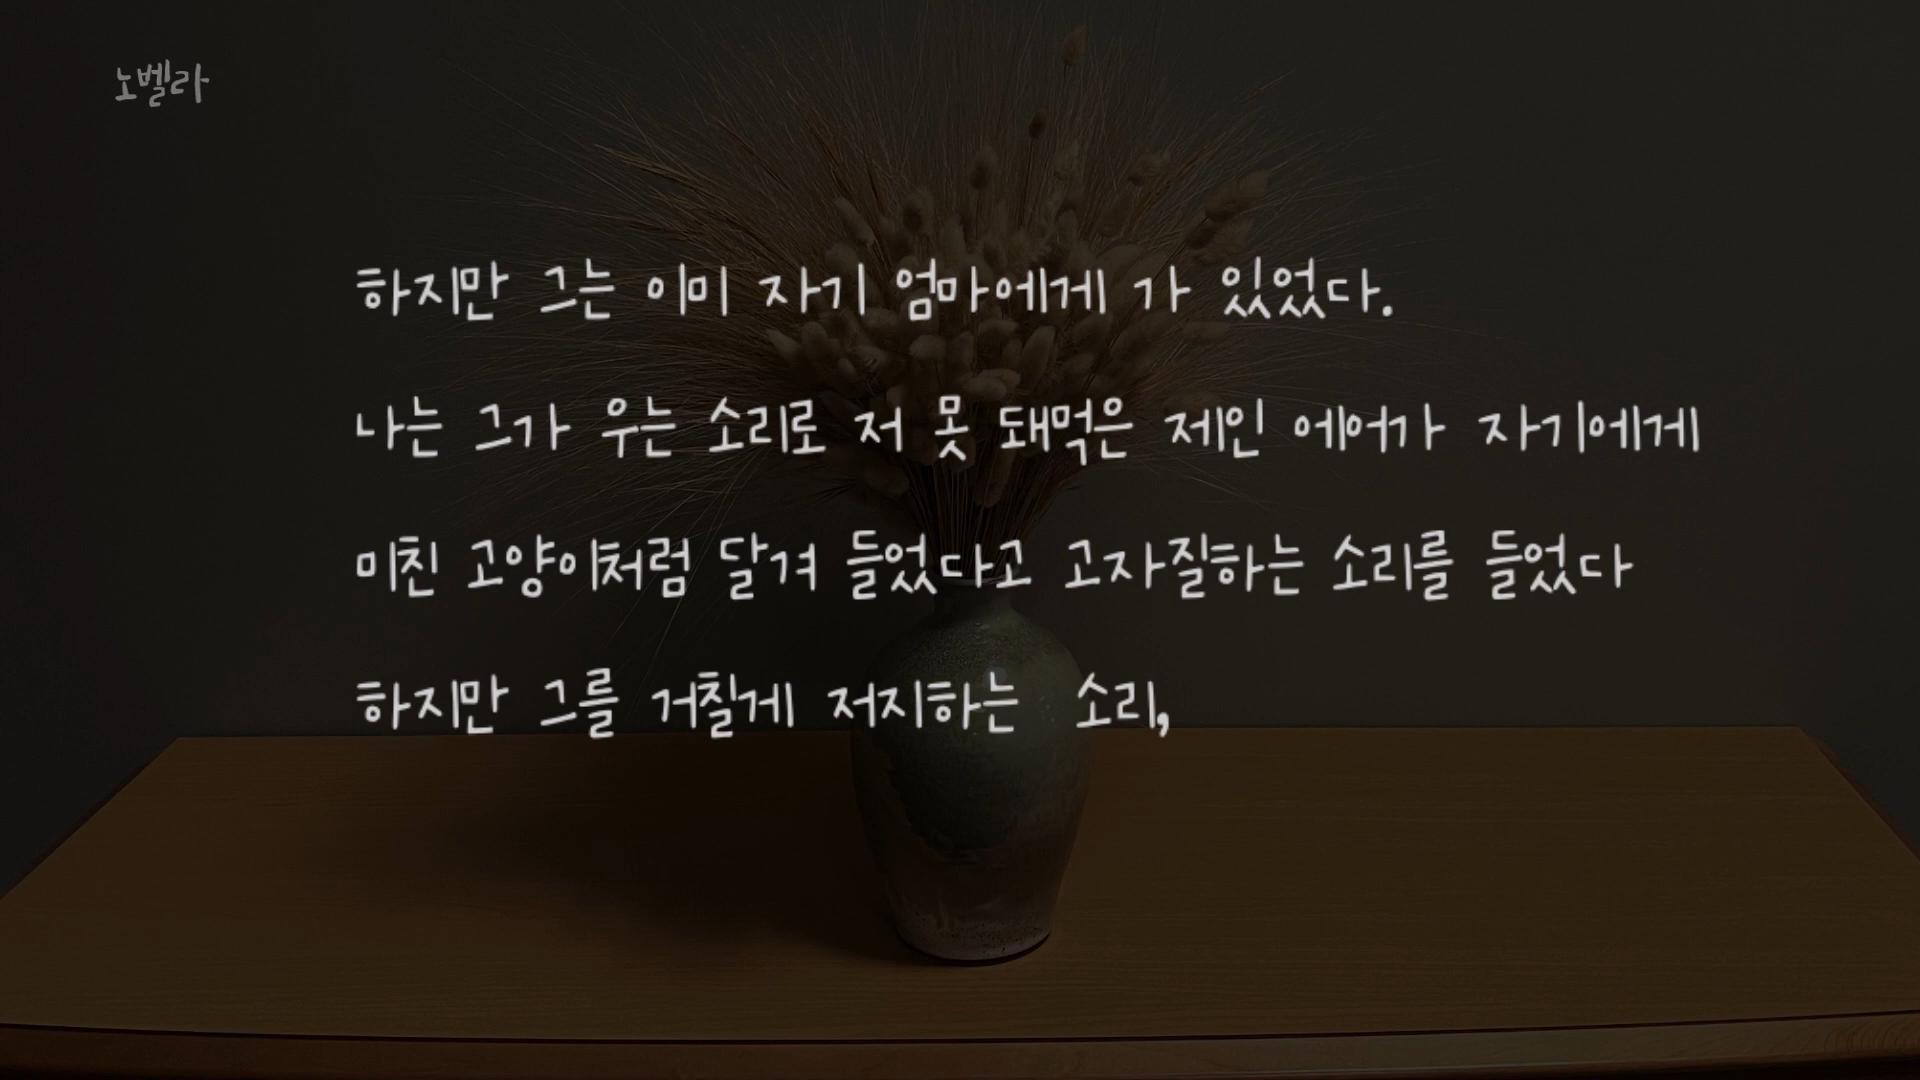 노벨라
하지만 그는 이미 자기 엄마에게 가 있었다.
나는 그가 우는 소리로 저 못 돼먹은 제인 에어가 자기에게
미친 고양이처럼 달겨 들었다고 고자질하는 소리를 들었다
하지만 그를 거칠게 저지하는 소리,